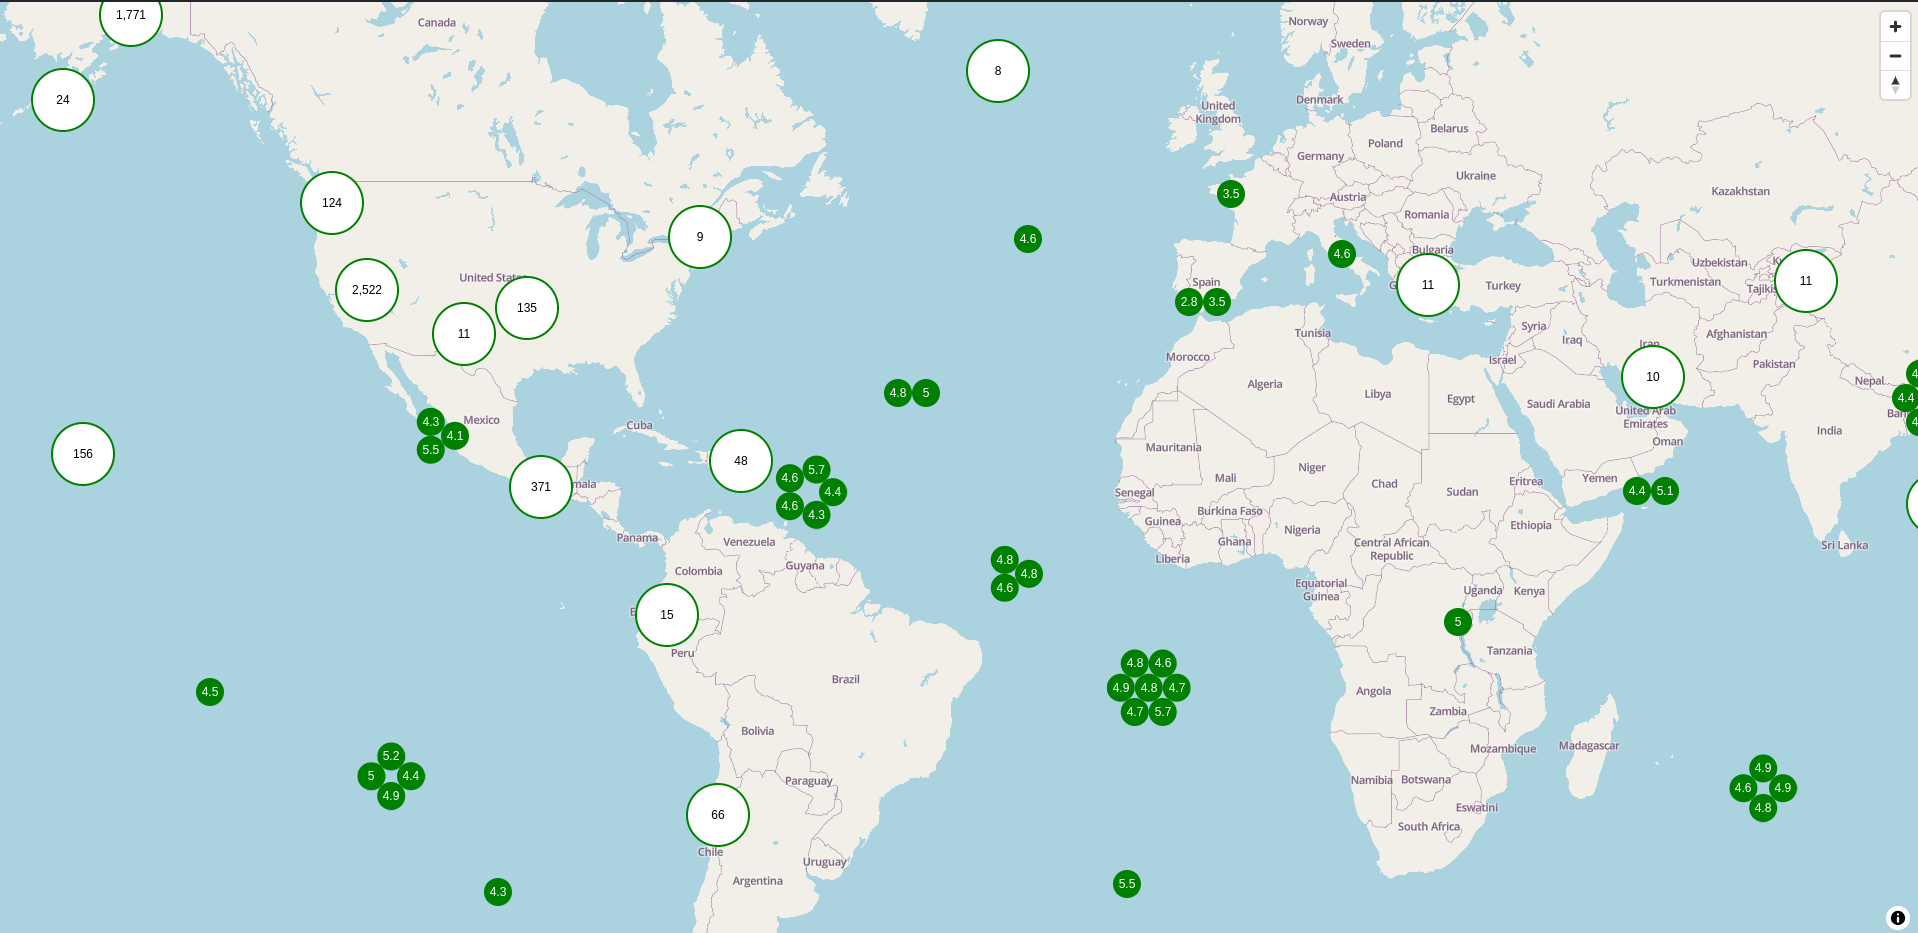 1,771
Canada
Norway
Sweden
24
8
United
Kingdom
Denmark
Belarus
Poland
Germany
Ukraine
Kazakhstan
124
3.5
Austria
Romania
9
4.6
4.6
Bulgaria
Uzbekistan
United States
2,522
Spain
11
Turkey
Turkmenistan
11
135
2.8
3.5
11
Tunisia
Syria
Iraq
Afghanistan
Iran
Morocco
Israel
Pakistan
10
Nepal
Algeria
Libya
Egypt
4.8
5
Saudi Arabia
4.4
United Arab
Emirates
4.3
Mexico
4.1
5.5
Cuba
India
Oman
Mauritania
156
48
371
4.6
5.7
4.4
4.6
4.3
Niger
Mali
Chad
Sudan
Senegal
Eritrea
Yemen
4.4
5.1
Guinea
Burkina Faso
Nigeria
Ethiopia
Panama
Venezuela
Ghana
Central African
Republic
Sri Lanka
Liberia
Colombia
Guyana
4.8
4.8
4.6
Equatorial
Guinea
Uganda
Kenya
15
5
Peru
Tanzania
Brazil
4.8
4.6
4.9
4.8
4.7
4.7
5.7
4.5
Angola
Zambia
Bolivia
Mozambique
Madagascar
5.2
5
4.4
4.9
Paraguay
Namibia
Botswana
4.9
4.6
4.9
4.8
Eswatini
66
South Africa
Chile
Uruguay
Argentina
4.3
5.5